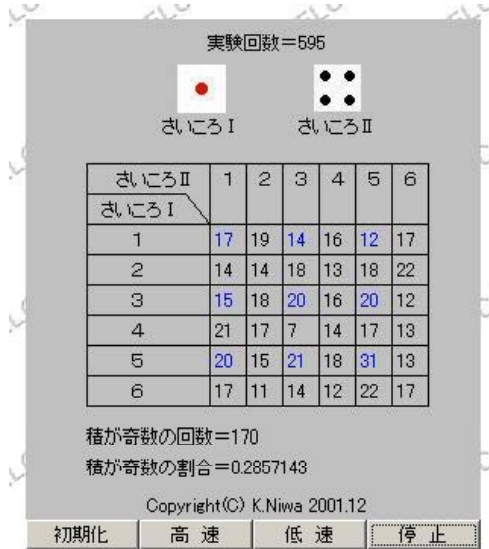 実験回数＝595
さいころⅠ さいころⅡ
さいころⅡ 1 2 3 4 5 6
さいころⅠ
1 17 19 14 16 12 17
2 14 14 18 13 18 22
3 15 18 20 16 20 12
4 21 17 7 14 17 13
5 20 15 21 18 31 13
6 17 11 14 12 22 17
積が奇数の回数＝170
積が奇数の割合＝0.2857143
Copyright(C) K.Niwa 2001.12
初期化 高 速 低 速 停 止